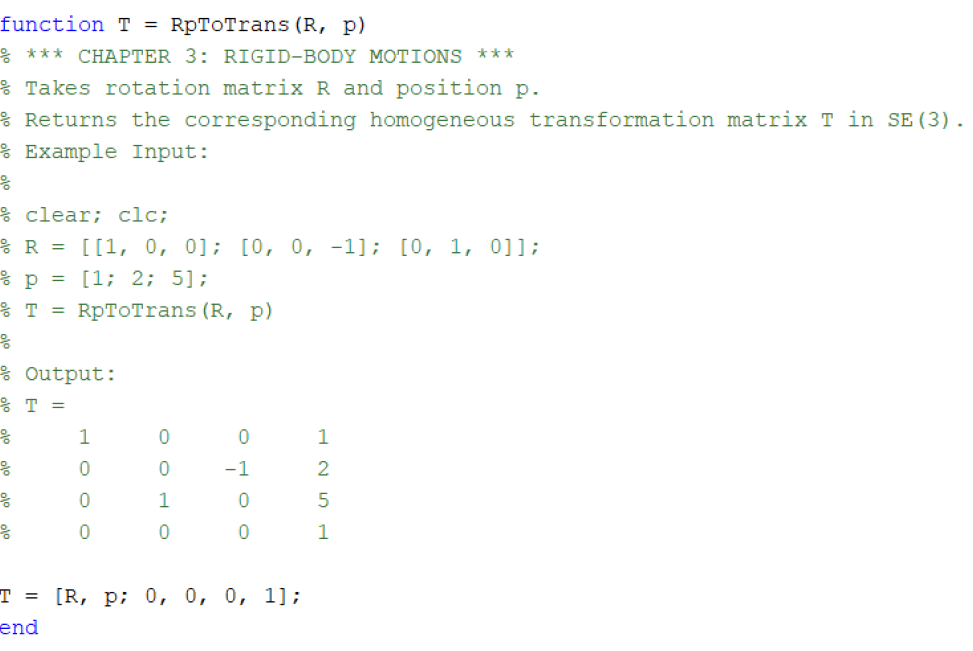 function T = RpToTrans(R, p)
% *** CHAPTER 3: RIGID-BODY MOTIONS ***
% Takes rotation matrix R and position p.
% Returns the corresponding homogeneous transformation matrix T in SE(3).
% Example Input:
%
% clear; clc;
% R = [[1, 0, 0]; [0, 0, -1]; [0, 1, 0]];
% p = [1; 2; 5];
% T = RpToTrans(R, p)
%
% Output:
% T =
%     1     0     0     1
%     0     0    -1     2
%     0     1     0     5
%     0     0     0     1
T = [R, p; 0, 0, 0, 1];
end